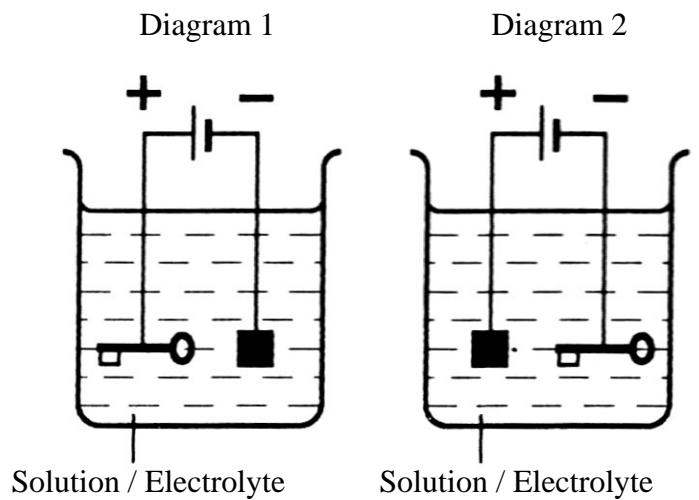 Diagram 1 Diagram 2
+ − + −
Solution / Electrolyte Solution / Electrolyte